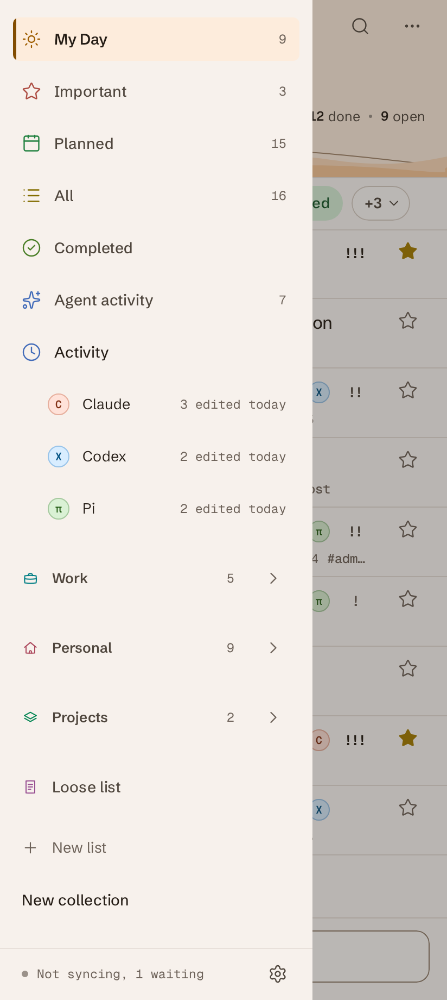 My Day 9
Important 3
Planned 15
All 16
Completed
Agent activity 7
Activity
C Claude 3 edited today
X Codex 2 edited today
π Pi 2 edited today
Work 5
Personal 9
Projects 2
Loose list
+ New list
New collection
Not syncing, 1 waiting
12 done • 9 open
ed +3
!!!
on
X !!
ost
π !!
4 #adm…
π !
C !!!
X